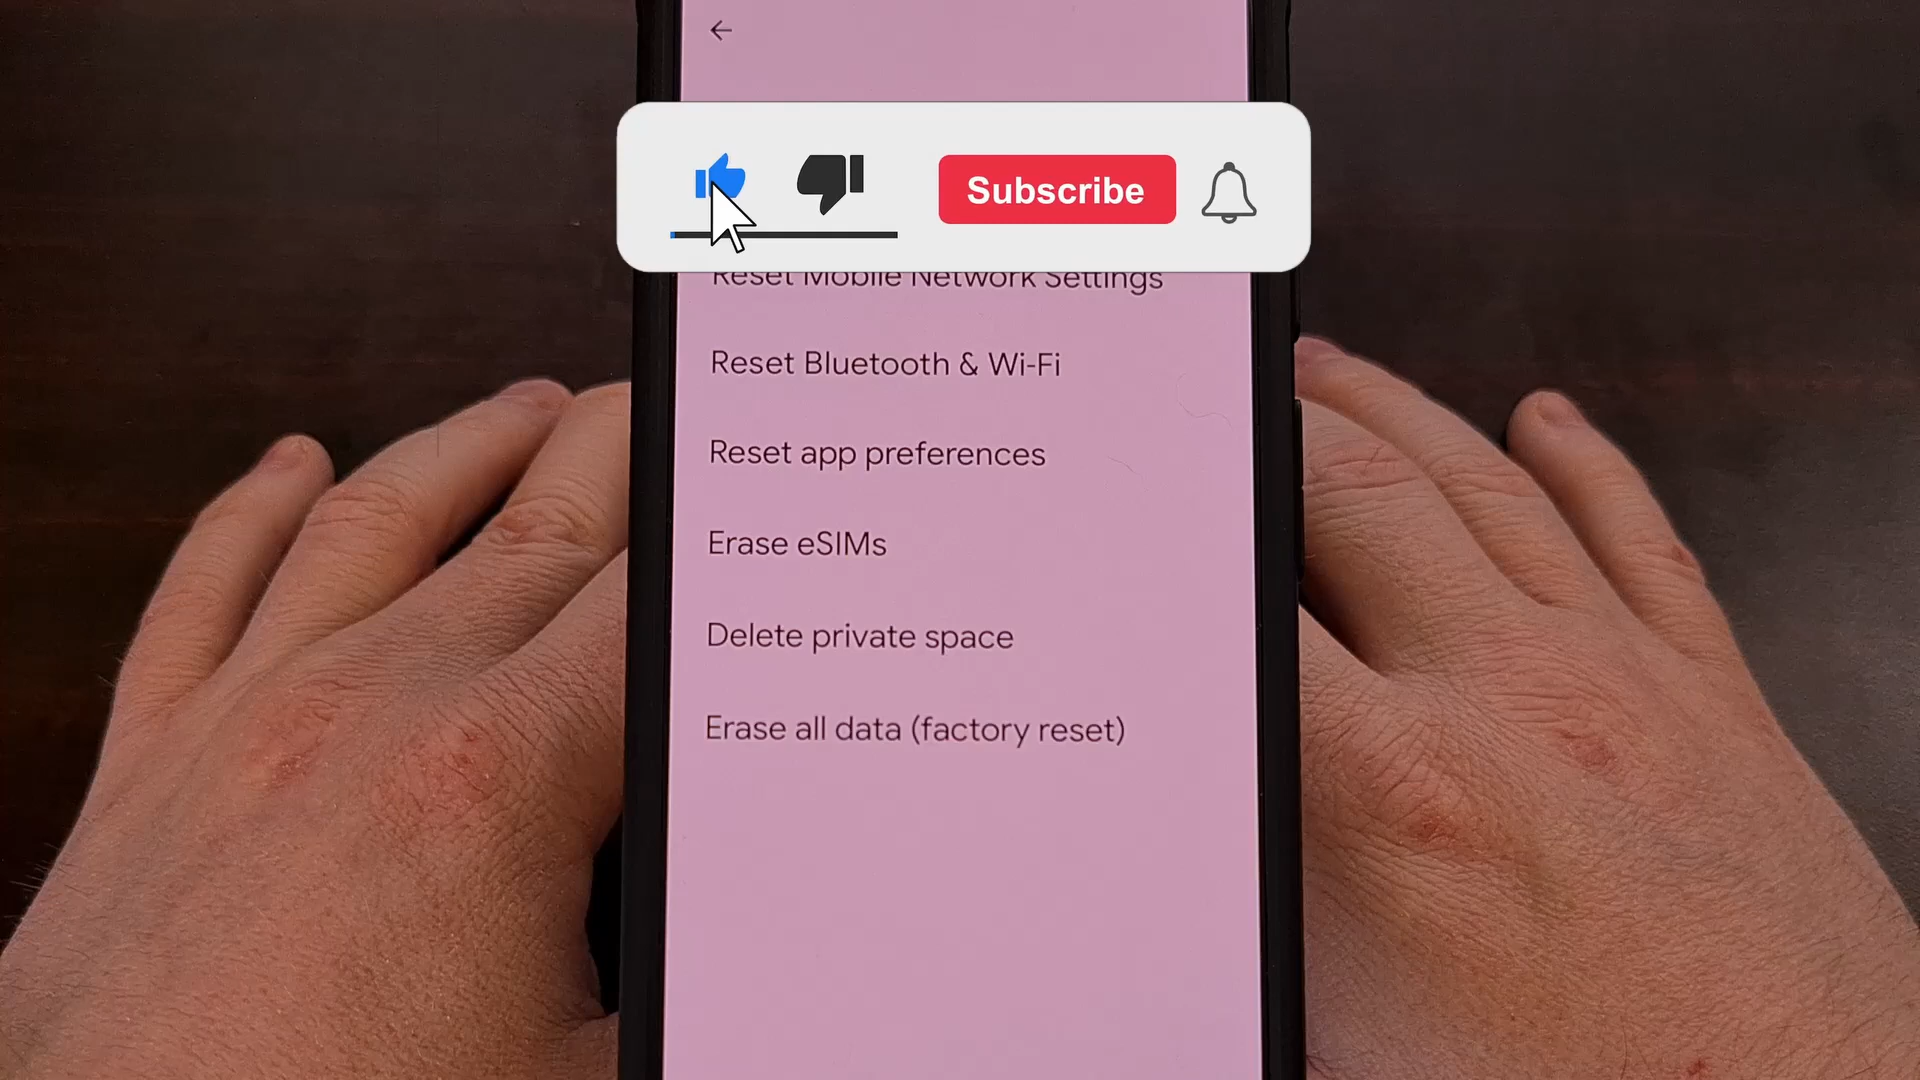 Subscribe
Reset Mobile Network Settings
Reset Bluetooth & Wi-Fi
Reset app preferences
Erase eSIMs
Delete private space
Erase all data (factory reset)